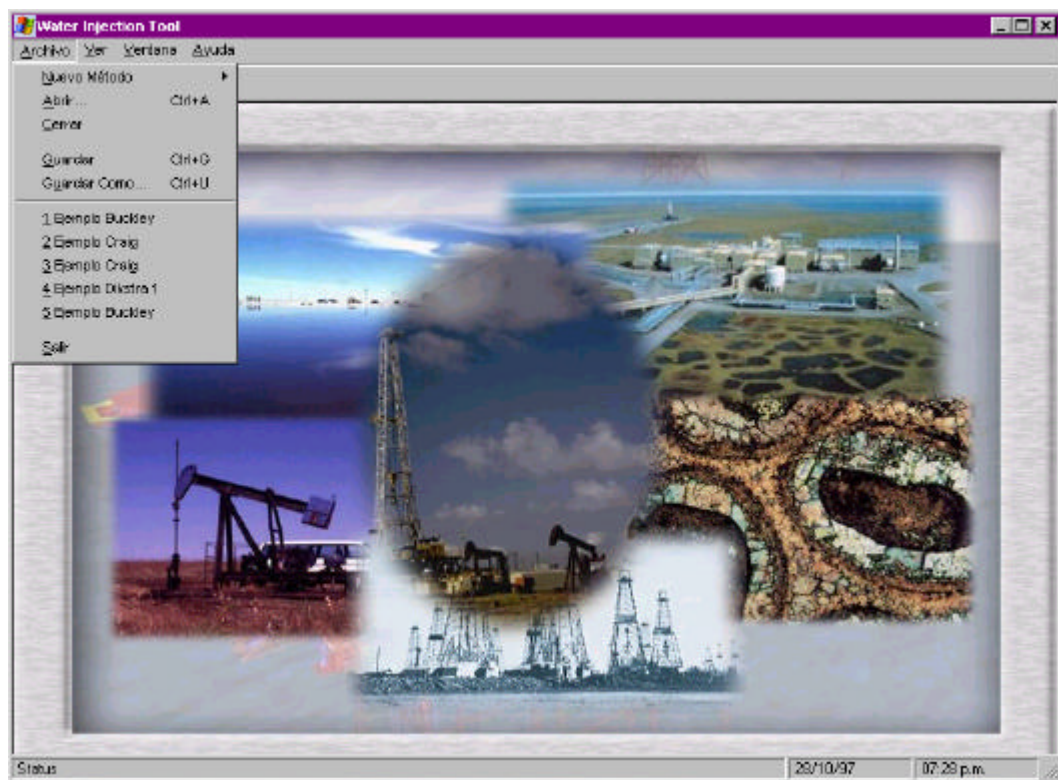 Water Injection Tool
Archivo Ver Ventana Ayuda
Nuevo Método
Abrir... Ctrl+A
Cerrar
Guardar Ctrl+G
Guardar Como... Ctrl+U
1 Ejemplo Buckley
2 Ejemplo Craig
3 Ejemplo Craig
4 Ejemplo Dikstra 1
5 Ejemplo Buckley
Salir
Status 29/10/97 07:28 p.m.